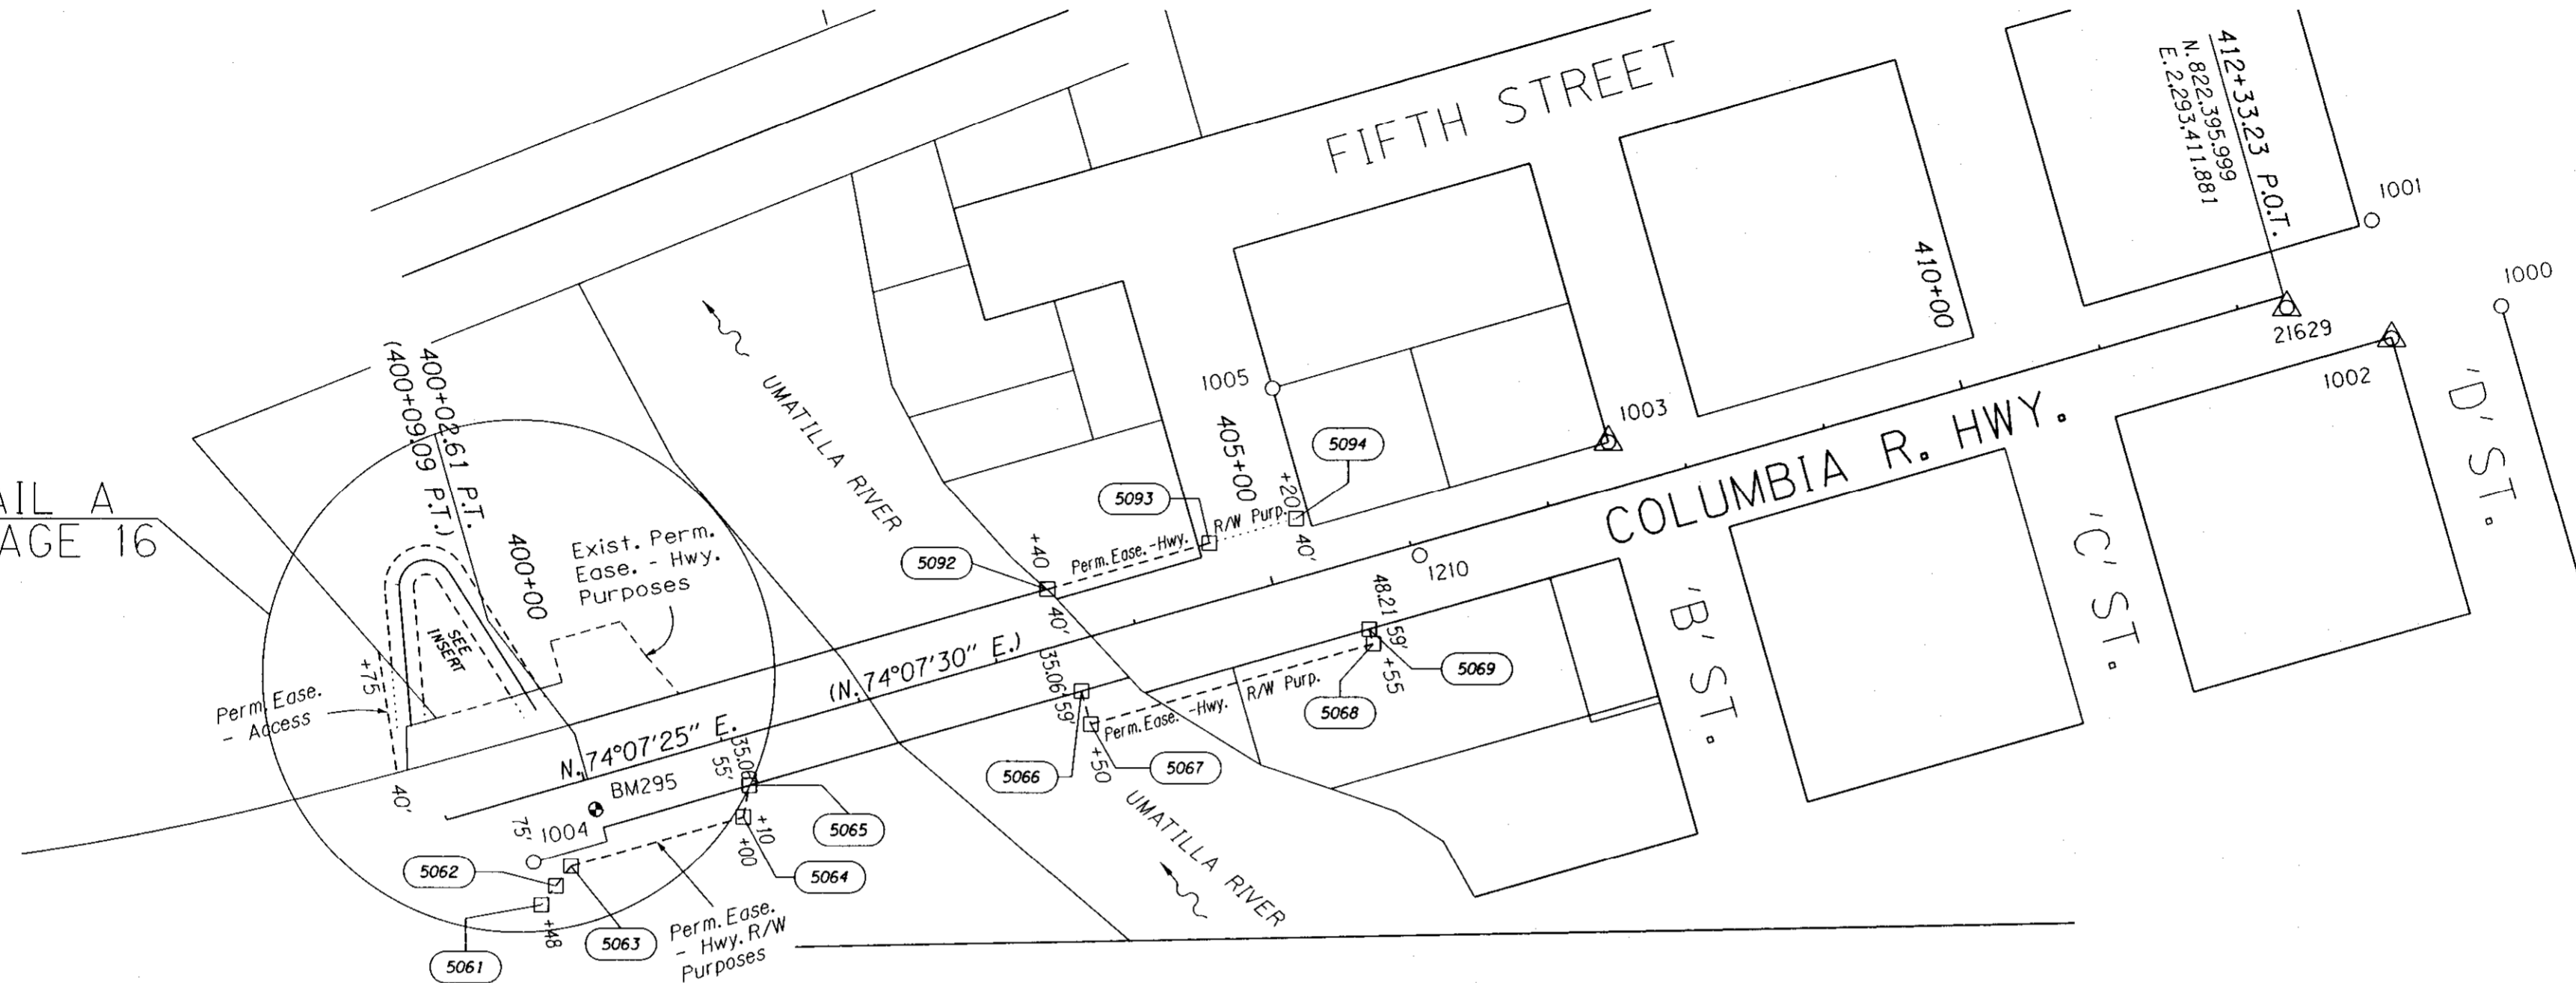 FIFTH STREET
412+33.23 P.O.T.
N. 822,395.999
E. 2,293,411.881
1001
1000
21629
1002
410+00
'D' ST.
UMATILLA RIVER
1005
1003
COLUMBIA R. HWY.
400+02.61 P.T.
(400+09.09 P.T.)
405+00
+20
5094
5093
R/W Purp.
40'
AIL A
AGE 16
400+00
Exist. Perm.
Ease. - Hwy.
Purposes
5092
+40
Perm. Ease. -Hwy.
40'
1210
'C' ST.
'B' ST.
SEE
INSERT
+75
Perm. Ease.
- Access
(N. 74°07'30" E.)
48.21'
59'
5069
+55
5068
R/W Purp.
Perm. Ease. -Hwy.
35.06'
59'
N. 74°07'25" E.
35.06'
55'
BM295
40'
5066
5067
+50
UMATILLA RIVER
75'
1004
5065
+10
+00
5064
5062
5061
+48
5063
Perm. Ease.
- Hwy. R/W
Purposes